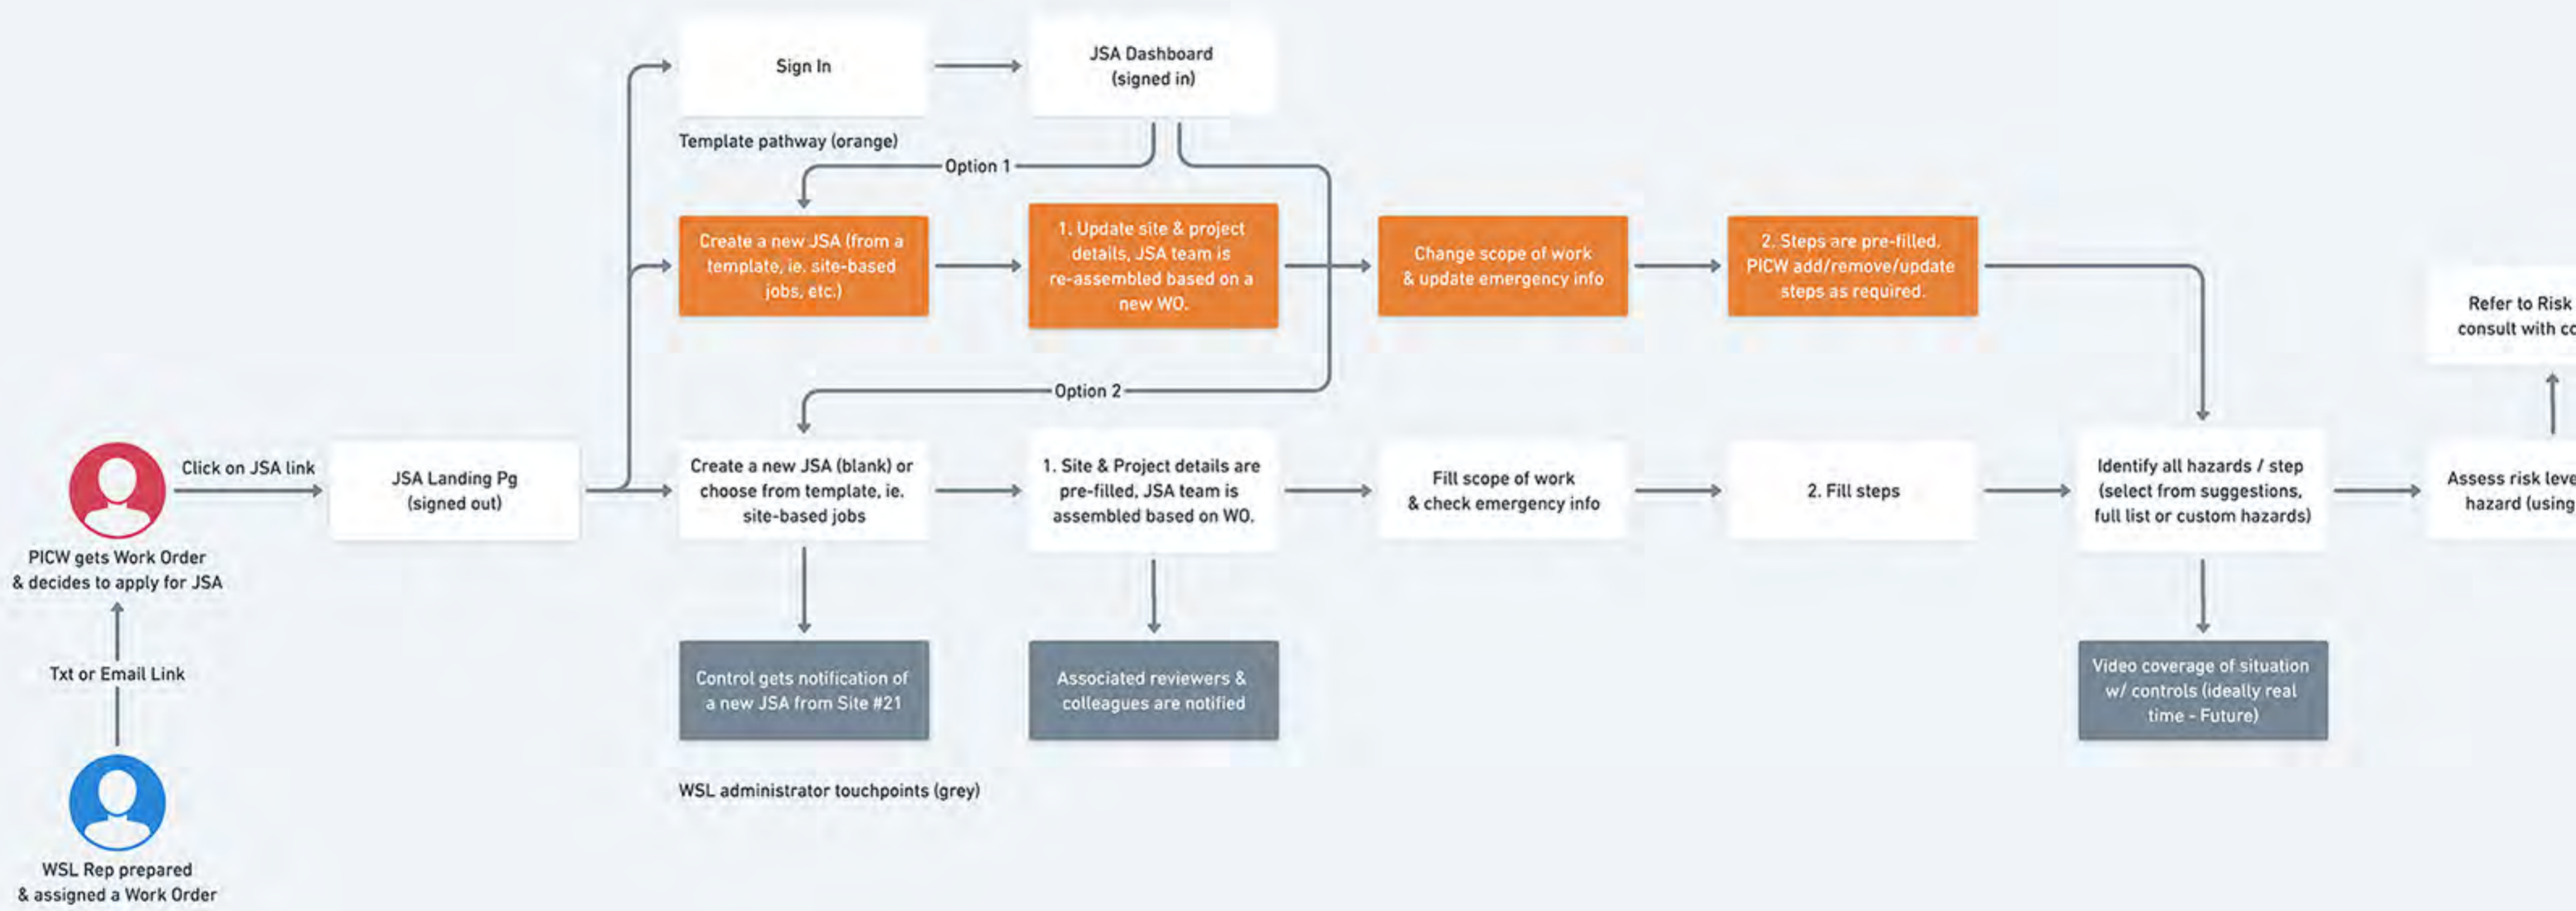 Sign In
JSA Dashboard
(signed in)
Template pathway (orange)
Option 1
Create a new JSA (from a
template, ie. site-based
jobs, etc.)
1. Update site & project
details, JSA team is
re-assembled based on a
new WO.
Change scope of work
& update emergency info
2. Steps are pre-filled.
PICW add/remove/update
steps as required.
Refer to Risk
consult with
Option 2
Click on JSA link
JSA Landing Pg
(signed out)
Create a new JSA (blank) or
choose from template, ie.
site-based jobs
1. Site & Project details are
pre-filled, JSA team is
assembled based on WO.
Fill scope of work
& check emergency info
2. Fill steps
Identify all hazards / step
(select from suggestions,
full list or custom hazards)
Assess risk
hazard (using
PICW gets Work Order
& decides to apply for JSA
Txt or Email Link
Control gets notification of
a new JSA from Site #21
Associated reviewers &
colleagues are notified
Video coverage of situation
w/ controls (ideally real
time - Future)
WSL administrator touchpoints (grey)
WSL Rep prepared
& assigned a Work Order